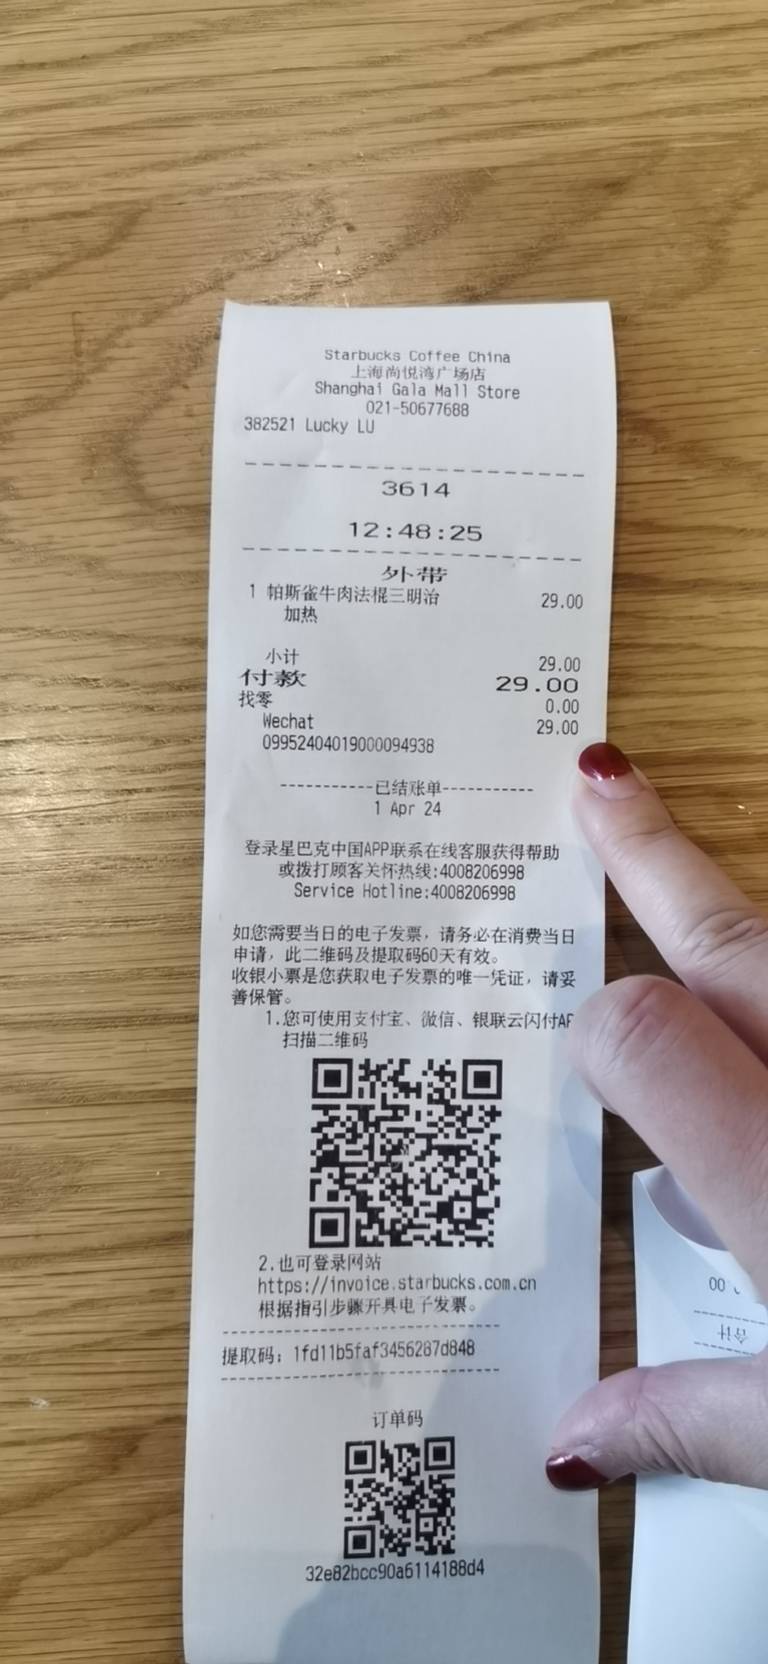 Starbucks Coffee China
上海尚悦湾广场店
Shanghai Gala Mall Store
021-50677688
382521 Lucky LU
3614
12:48:25
外带
1 帕斯雀牛肉法棍三明治 29.00
加热
小计 29.00
付款 29.00
找零 0.00
Wechat 29.00
09952404019000094938
-----------已结账单-----------
1 Apr 24
登录星巴克中国APP联系在线客服获得帮助
或拨打顾客关怀热线:4008206998
Service Hotline:4008206998
如您需要当日的电子发票，请务必在消费当日
申请，此二维码及提取码60天有效。
收银小票是您获取电子发票的唯一凭证，请妥
善保管。
1.您可使用支付宝、微信、银联云闪付AP
扫描二维码
2.也可登录网站
https://invoice.starbucks.com.cn
根据指引步骤开具电子发票。
提取码：1fd11b5faf3456287d848
订单码
32e82bcc90a6114188d4
合计